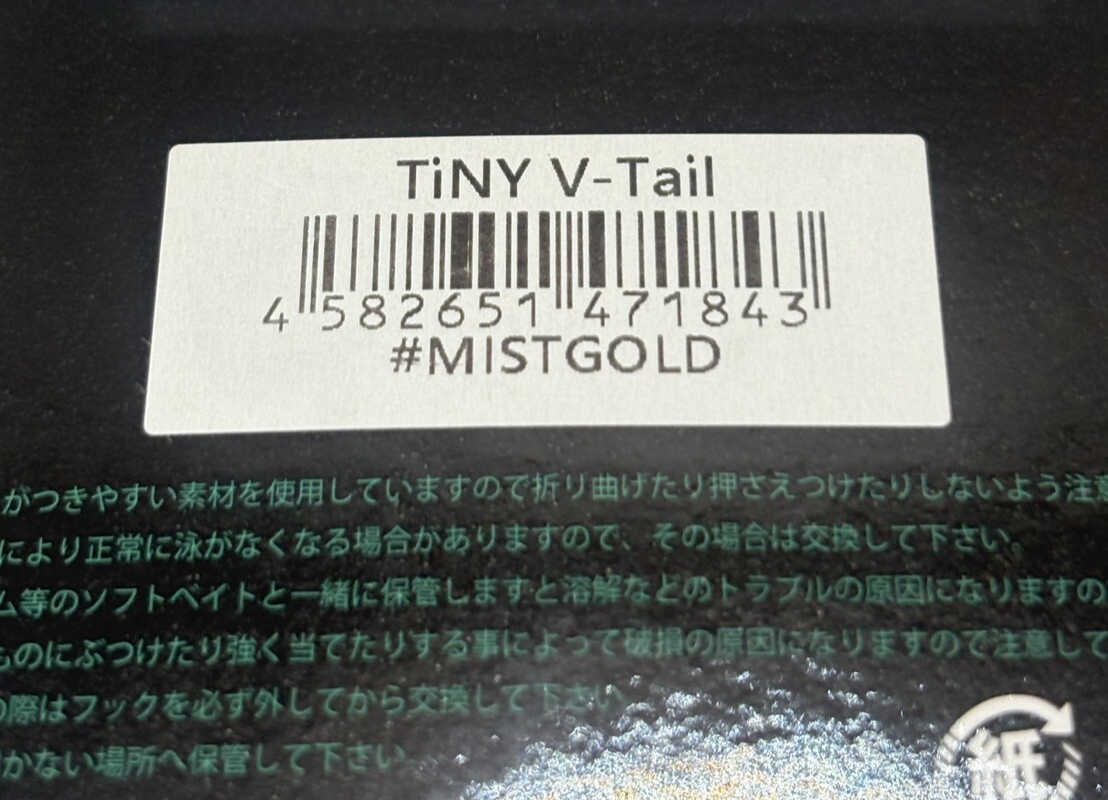 TiNY V-Tail
4 582651 471843
#MISTGOLD
がつきやすい素材を使用していますので折り曲げたり押さえつけたりしないよう注意
により正常に泳がなくなる場合がありますので、その場合は交換して下さい。
ム等のソフトベイトと一緒に保管しますと溶解などのトラブルの原因になりますの
ものにぶつけたり強く当てたりする事によって破損の原因になりますので注意して
の際はフックを必ず外してから交換して下さい。
かない場所へ保管して下さい。
紙